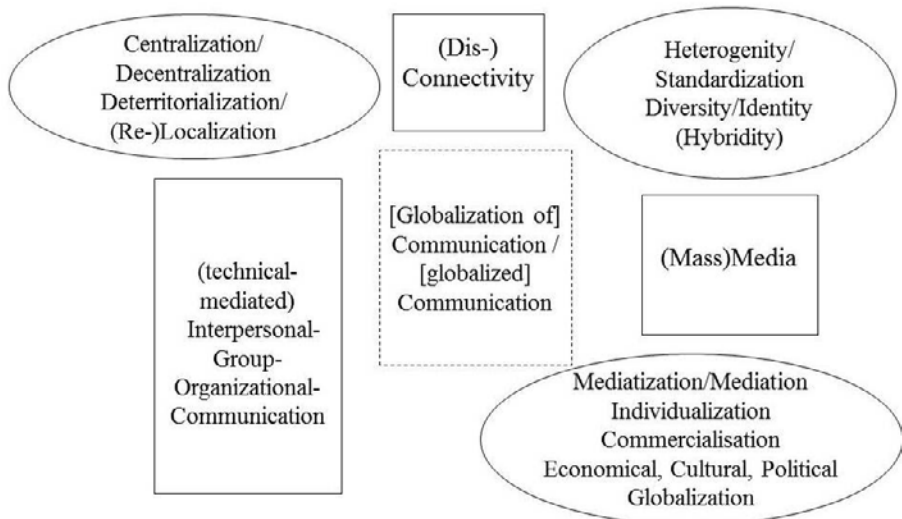 Centralization/
Decentralization
Deterritorialization/
(Re-)Localization
(Dis-)
Connectivity
Heterogenity/
Standardization
Diversity/Identity
(Hybridity)
(technical-
mediated)
Interpersonal-
Group-
Organizational-
Communication
[Globalization of]
Communication /
[globalized]
Communication
(Mass)Media
Mediatization/Mediation
Individualization
Commercialisation
Economical, Cultural, Political
Globalization